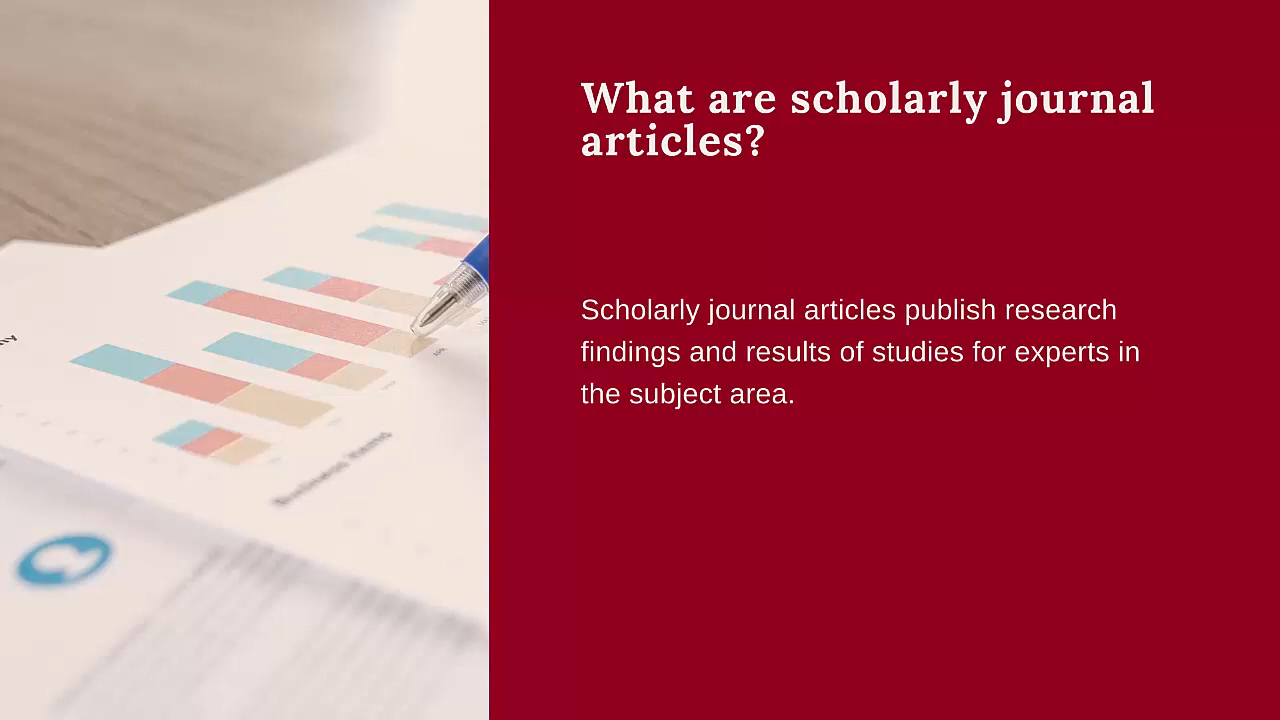 What are scholarly journal
articles?
Scholarly journal articles publish research
findings and results of studies for experts in
the subject area.